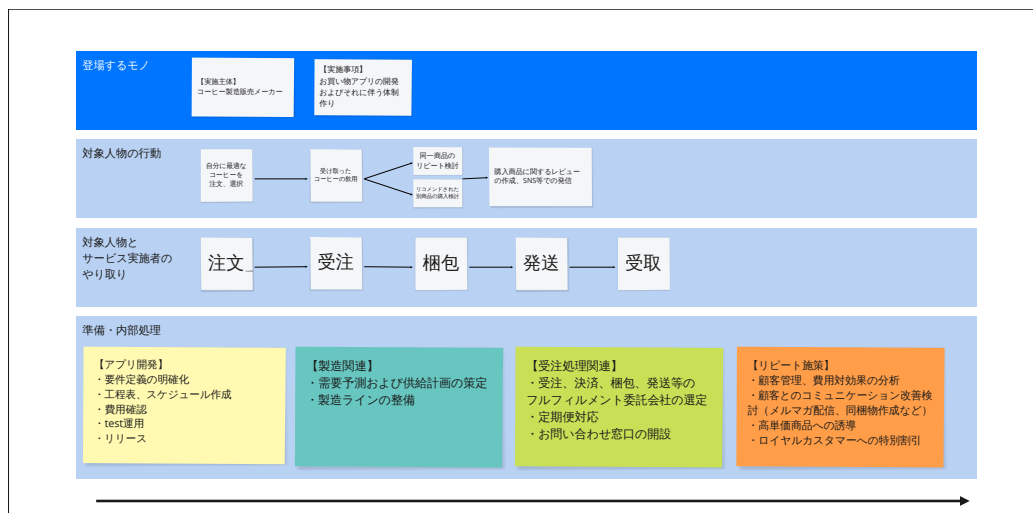 登場するモノ
【実施主体】
コーヒー製造販売メーカー
【実施事項】
お買い物アプリの開発
およびそれに伴う体制
作り
対象人物の行動
自分に最適な
コーヒーを
注文、選択
受け取った
コーヒーの飲用
同一商品の
リピート検討
リコメンドされた
別商品の購入検討
購入商品に関するレビュー
の作成、SNS等での発信
対象人物と
サービス実施者の
やり取り
注文_
受注
梱包
発送
受取
準備・内部処理
【アプリ開発】
・要件定義の明確化
・工程表、スケジュール作成
・費用確認
・test運用
・リリース
【製造関連】
・需要予測および供給計画の策定
・製造ラインの整備
【受注処理関連】
・受注、決済、梱包、発送等の
フルフィルメント委託会社の選定
・定期便対応
・お問い合わせ窓口の開設
【リピート施策】
・顧客管理、費用対効果の分析
・顧客とのコミュニケーション改善検
討（メルマガ配信、同梱物作成など）
・高単価商品への誘導
・ロイヤルカスタマーへの特別割引